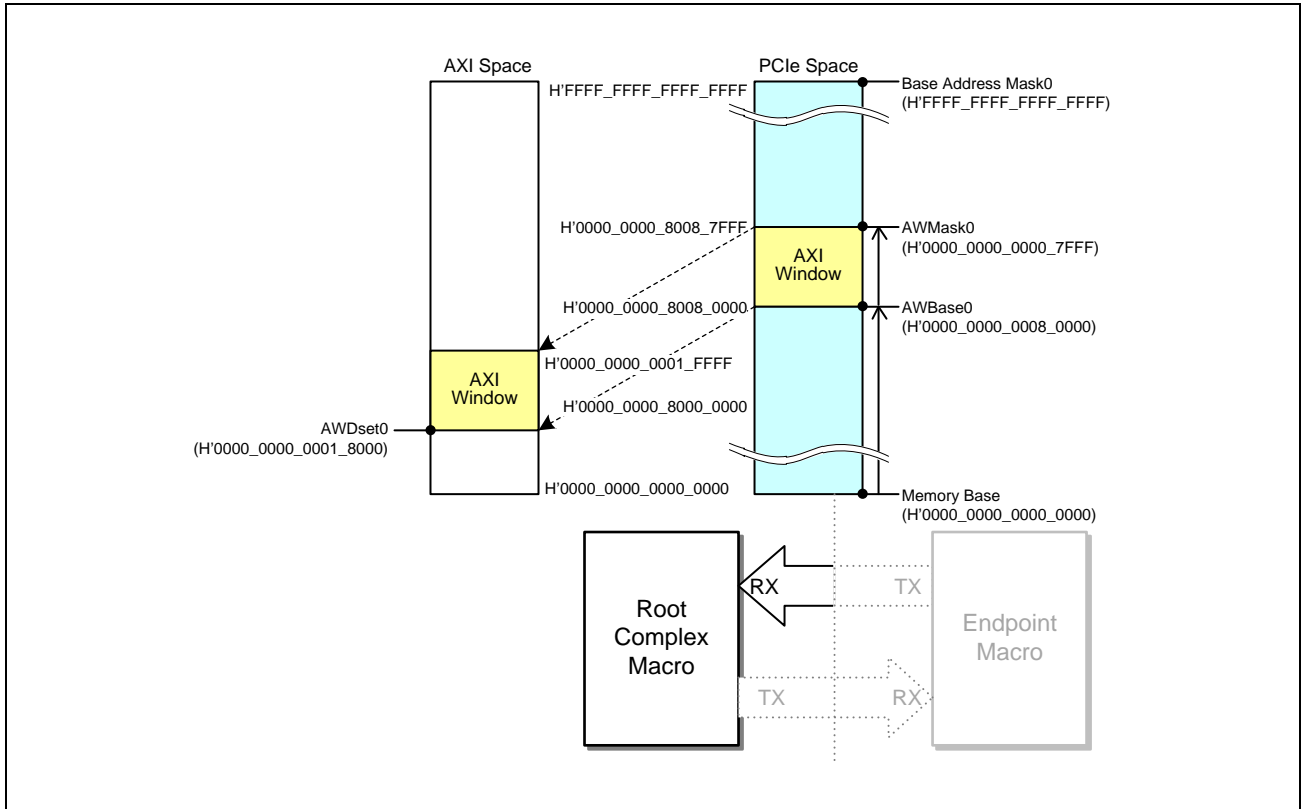 AXI Space
PCIe Space
H'FFFF_FFFF_FFFF_FFFF
Base Address Mask0
(H'FFFF_FFFF_FFFF_FFFF)
H'0000_0000_8008_7FFF
AWMask0
(H'0000_0000_0000_7FFF)
AXI
Window
H'0000_0000_8008_0000
AWBase0
(H'0000_0000_0008_0000)
H'0000_0000_0001_FFFF
AXI
Window
H'0000_0000_8000_0000
AWDset0
(H'0000_0000_0001_8000)
H'0000_0000_0000_0000
Memory Base
(H'0000_0000_0000_0000)
RX
TX
Root
Complex
Macro
Endpoint
Macro
TX
RX